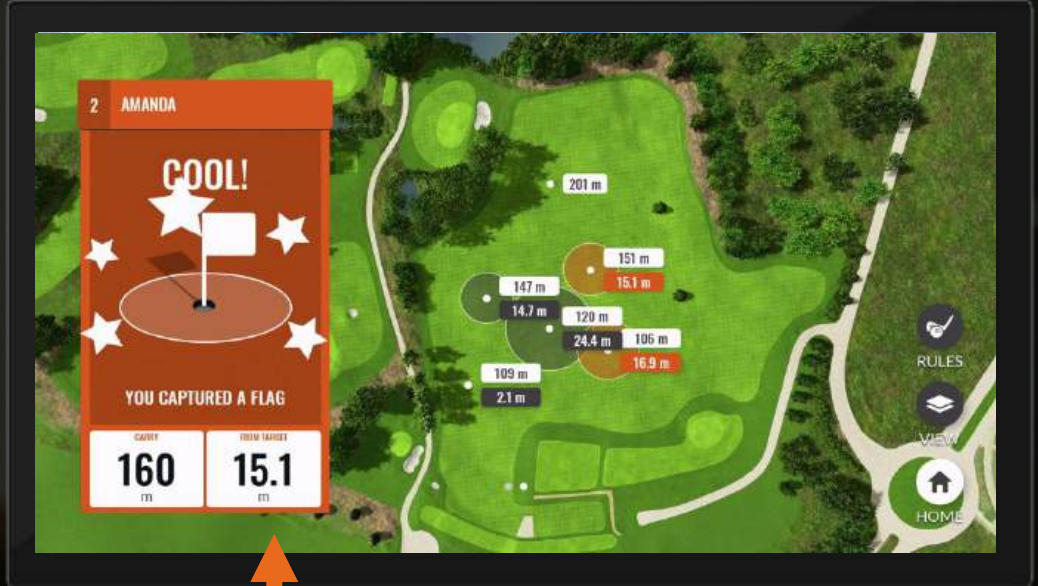 2 AMANDA
COOL!
YOU CAPTURED A FLAG
CARRY
160
m
FROM TARGET
15.1
m
201 m
151 m
15.1 m
147 m
14.7 m
120 m
24.4 m
106 m
16.9 m
109 m
2.1 m
RULES
VIEW
HOME